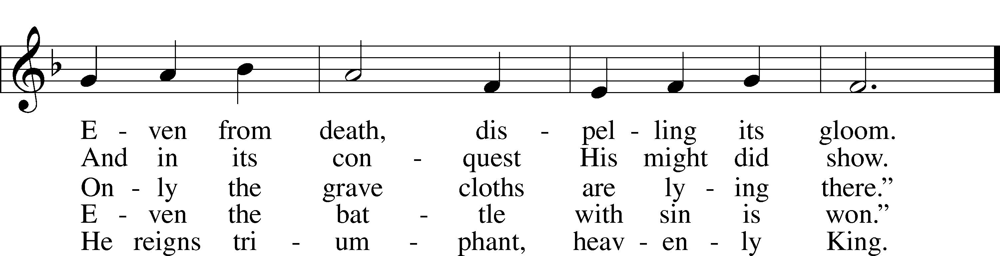 E - ven from death, dis - pel - ling its gloom.
And in its con - quest His might did show.
On - ly the grave cloths are ly - ing there.”
E - ven the bat - tle with sin is won.”
He reigns tri - um - phant, heav - en - ly King.